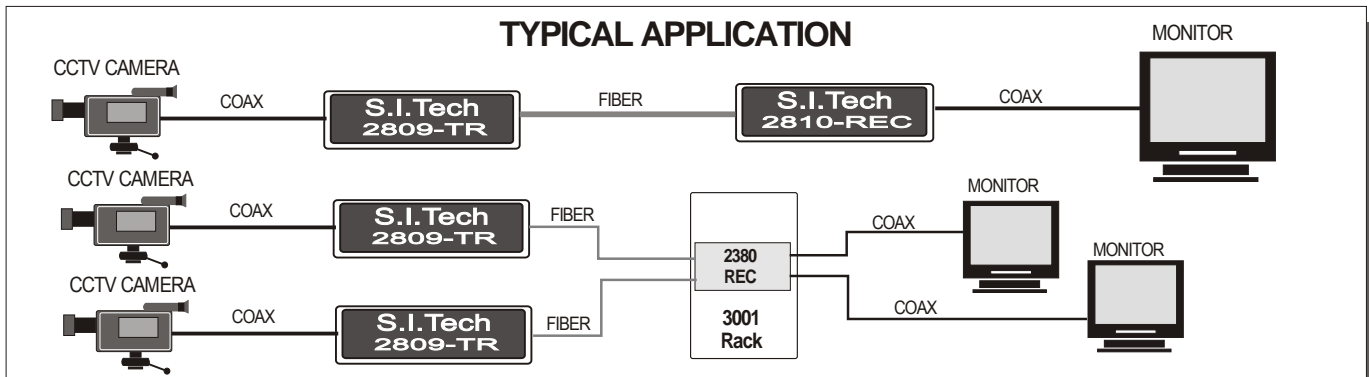 TYPICAL APPLICATION
CCTV CAMERA
COAX
S.I.Tech
2809-TR
FIBER
S.I.Tech
2810-REC
COAX
MONITOR
CCTV CAMERA
COAX
S.I.Tech
2809-TR
FIBER
2380
REC
3001
Rack
COAX
MONITOR
COAX
MONITOR
CCTV CAMERA
COAX
S.I.Tech
2809-TR
FIBER